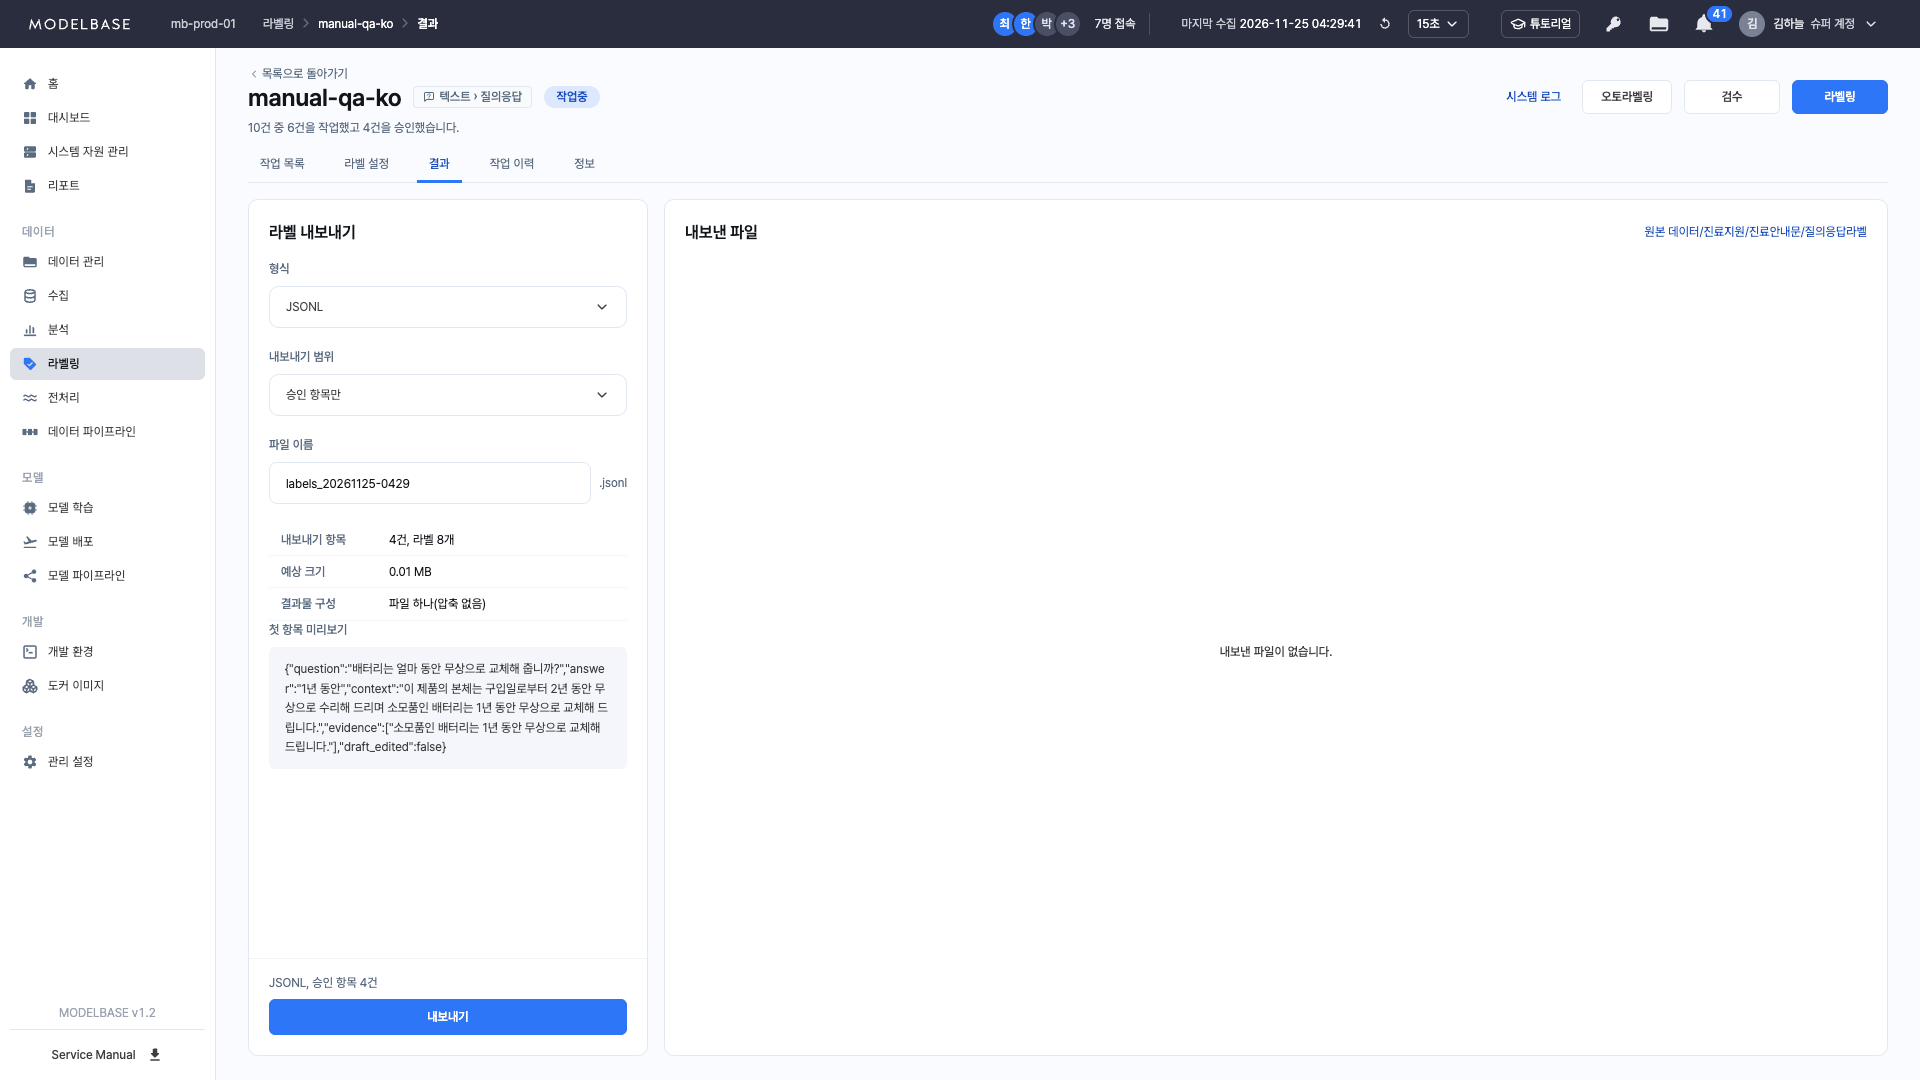 MODELBASE
mb-prod-01
라벨링 > manual-qa-ko > 결과
최 한 박 +3 7명 접속
마지막 수집 2026-11-25 04:29:41
15초
튜토리얼
41
김 김하늘 슈퍼 계정
홈
대시보드
시스템 자원 관리
리포트
데이터
데이터 관리
수집
분석
라벨링
전처리
데이터 파이프라인
모델
모델 학습
모델 배포
모델 파이프라인
개발
개발 환경
도커 이미지
설정
관리 설정
MODELBASE v1.2
Service Manual
목록으로 돌아가기
manual-qa-ko
텍스트 › 질의응답
작업중
10건 중 6건을 작업했고 4건을 승인했습니다.
시스템 로그
오토라벨링
검수
라벨링
작업 목록
라벨 설정
결과
작업 이력
정보
라벨 내보내기
형식
JSONL
내보내기 범위
승인 항목만
파일 이름
labels_20261125-0429 .jsonl
내보내기 항목 4건, 라벨 8개
예상 크기 0.01 MB
결과물 구성 파일 하나(압축 없음)
첫 항목 미리보기
{"question":"배터리는 얼마 동안 무상으로 교체해 줍니까?","answe
r":"1년 동안","context":"이 제품의 본체는 구입일로부터 2년 동안 무
상으로 수리해 드리며 소모품인 배터리는 1년 동안 무상으로 교체해 드
립니다.","evidence":["소모품인 배터리는 1년 동안 무상으로 교체해
드립니다."],"draft_edited":false}
JSONL, 승인 항목 4건
내보내기
내보낸 파일
원본 데이터/진료지원/진료안내문/질의응답라벨
내보낸 파일이 없습니다.